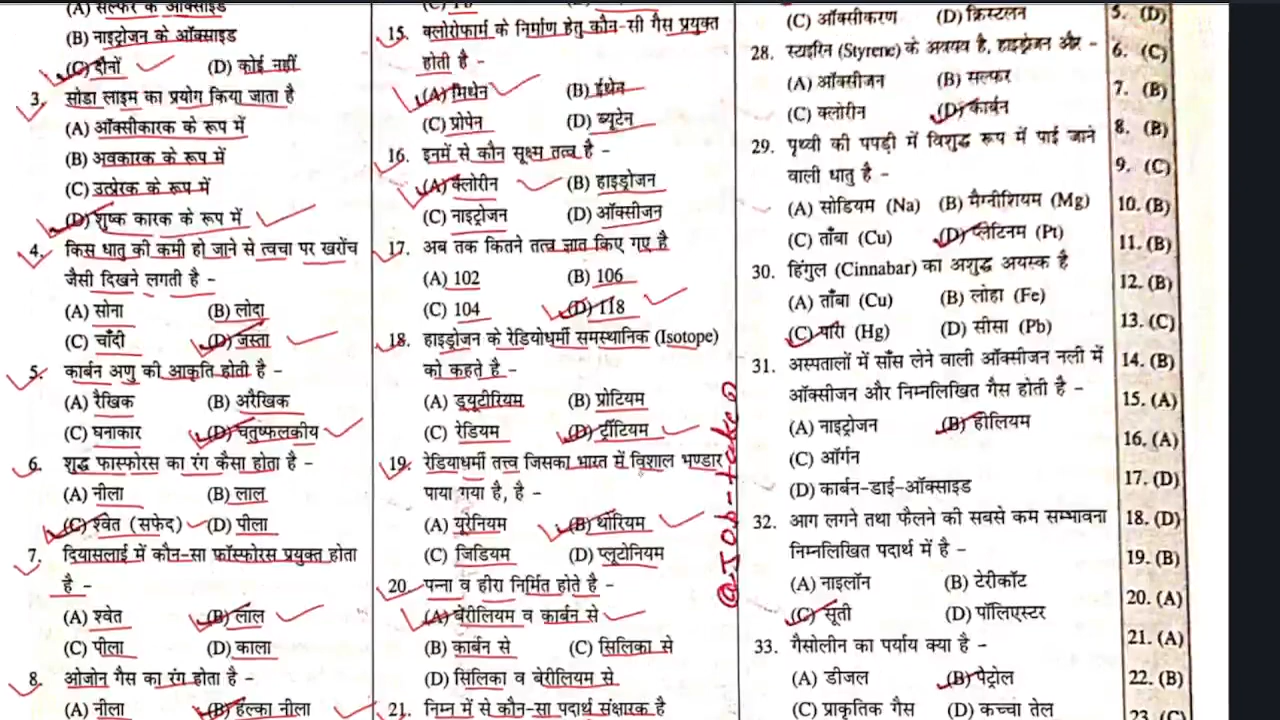 (A) सल्फर के ऑक्साइड
(B) नाइट्रोजन के ऑक्साइड
(C) दोनों (D) कोई नहीं
3. सोडा लाइम का प्रयोग किया जाता है
(A) ऑक्सीकारक के रूप में
(B) अवकारक के रूप में
(C) उत्प्रेरक के रूप में
(D) शुष्क कारक के रूप में
4. किस धातु की कमी हो जाने से त्वचा पर खरोंच
जैसी दिखने लगती है -
(A) सोना (B) लोदा
(C) चाँदी (D) जस्ता
5. कार्बन अणु की आकृति होती है -
(A) रैखिक (B) अरैखिक
(C) घनाकार (D) चतुष्फलकीय
6. शुद्ध फास्फोरस का रंग कैसा होता है -
(A) नीला (B) लाल
(C) श्वेत (सफेद) (D) पीला
7. दियासलाई में कौन-सा फॉस्फोरस प्रयुक्त होता
है -
(A) श्वेत (B) लाल
(C) पीला (D) काला
8. ओजोन गैस का रंग होता है -
(A) नीला (B) हल्का नीला
15. क्लोरोफार्म के निर्माण हेतु कौन-सी गैस प्रयुक्त
होती है -
(A) मिथेन (B) ईथेन
(C) प्रोपेन (D) ब्यूटेन
16. इनमें से कौन सूक्ष्म तत्व है -
(A) क्लोरीन (B) हाइड्रोजन
(C) नाइट्रोजन (D) ऑक्सीजन
17. अब तक कितने तत्व ज्ञात किए गए है
(A) 102 (B) 106
(C) 104 (D) 118
18. हाइड्रोजन के रेडियोधर्मी समस्थानिक (Isotope)
को कहते है -
(A) ड्यूटीरियम (B) प्रोटियम
(C) रेडियम (D) ट्रीटियम
19. रेडियाधर्मी तत्त्व जिसका भारत में विशाल भण्डार
पाया गया है, है -
(A) यूरेनियम (B) थोरियम
(C) जिडियम (D) प्लूटोनियम
20. पन्ना व हीरा निर्मित होते है -
(A) बेरीलियम व कार्बन से
(B) कार्बन से (C) सिलिका से
(D) सिलिका व बेरीलियम से
21. निम्न में से कौन-सा पदार्थ संक्षारक है
(C) ऑक्सीकरण (D) क्रिस्टलन
28. स्टाइरिन (Styrene) के अवयव है, हाइड्रोजन और -
(A) ऑक्सीजन (B) सल्फर
(C) क्लोरीन (D) कार्बन
29. पृथ्वी की पपड़ी में विशुद्ध रूप में पाई जाने
वाली धातु है -
(A) सोडियम (Na) (B) मैग्नीशियम (Mg)
(C) ताँबा (Cu) (D) प्लेटिनम (Pt)
30. हिंगुल (Cinnabar) का अशुद्ध अयस्क है
(A) ताँबा (Cu) (B) लोहा (Fe)
(C) पारा (Hg) (D) सीसा (Pb)
31. अस्पतालों में साँस लेने वाली ऑक्सीजन नली में
ऑक्सीजन और निम्नलिखित गैस होती है -
(A) नाइट्रोजन (B) हीलियम
(C) ऑर्गन
(D) कार्बन-डाई-ऑक्साइड
32. आग लगने तथा फैलने की सबसे कम सम्भावना
निम्नलिखित पदार्थ में है -
(A) नाइलॉन (B) टेरीकॉट
(C) सूती (D) पॉलिएस्टर
33. गैसोलीन का पर्याय क्या है -
(A) डीजल (B) पैट्रोल
(C) प्राकृतिक गैस (D) कच्चा तेल
5. (D)
6. (C)
7. (B)
8. (B)
9. (C)
10. (B)
11. (B)
12. (B)
13. (C)
14. (B)
15. (A)
16. (A)
17. (D)
18. (D)
19. (B)
20. (A)
21. (A)
22. (B)
23. (C)